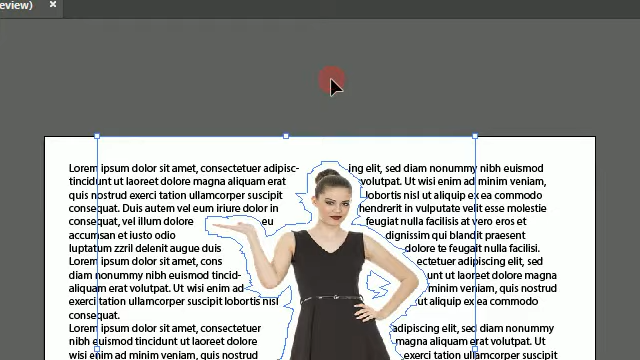 eview) ×
Lorem ipsum dolor sit amet, consectetuer adipisc- ing elit, sed diam nonummy nibh euismod
tincidunt ut laoreet dolore magna aliquam erat volutpat. Ut wisi enim ad minim veniam,
quis nostrud exerci tation ullamcorper suscipit lobortis nisl ut aliquip ex ea commodo
consequat. Duis autem vel eum iriure dolor in hendrerit in vulputate velit esse molestie
consequat, vel illum dolore eu feugiat nulla facilisis at vero eros et
accumsan et iusto odio dignissim qui blandit praesent
luptatum zzril delenit augue duis dolore te feugait nulla facilisi.
Lorem ipsum dolor sit amet, cons ectetuer adipiscing elit, sed
diam nonummy nibh euismod tincid- unt ut laoreet dolore magna
aliquam erat volutpat. Ut wisi enim ad minim veniam, quis nostrud
exerci tation ullamcorper suscipit lobortis nisl ut aliquip ex ea commodo
consequat.
Lorem ipsum dolor sit amet, consectetuer adipiscing elit, sed diam nonummy
nibh euismod tincidunt ut laoreet dolore magna aliquam erat volutpat.
Ut wisi enim ad minim veniam, quis nostrud exerci tation ullamcorper